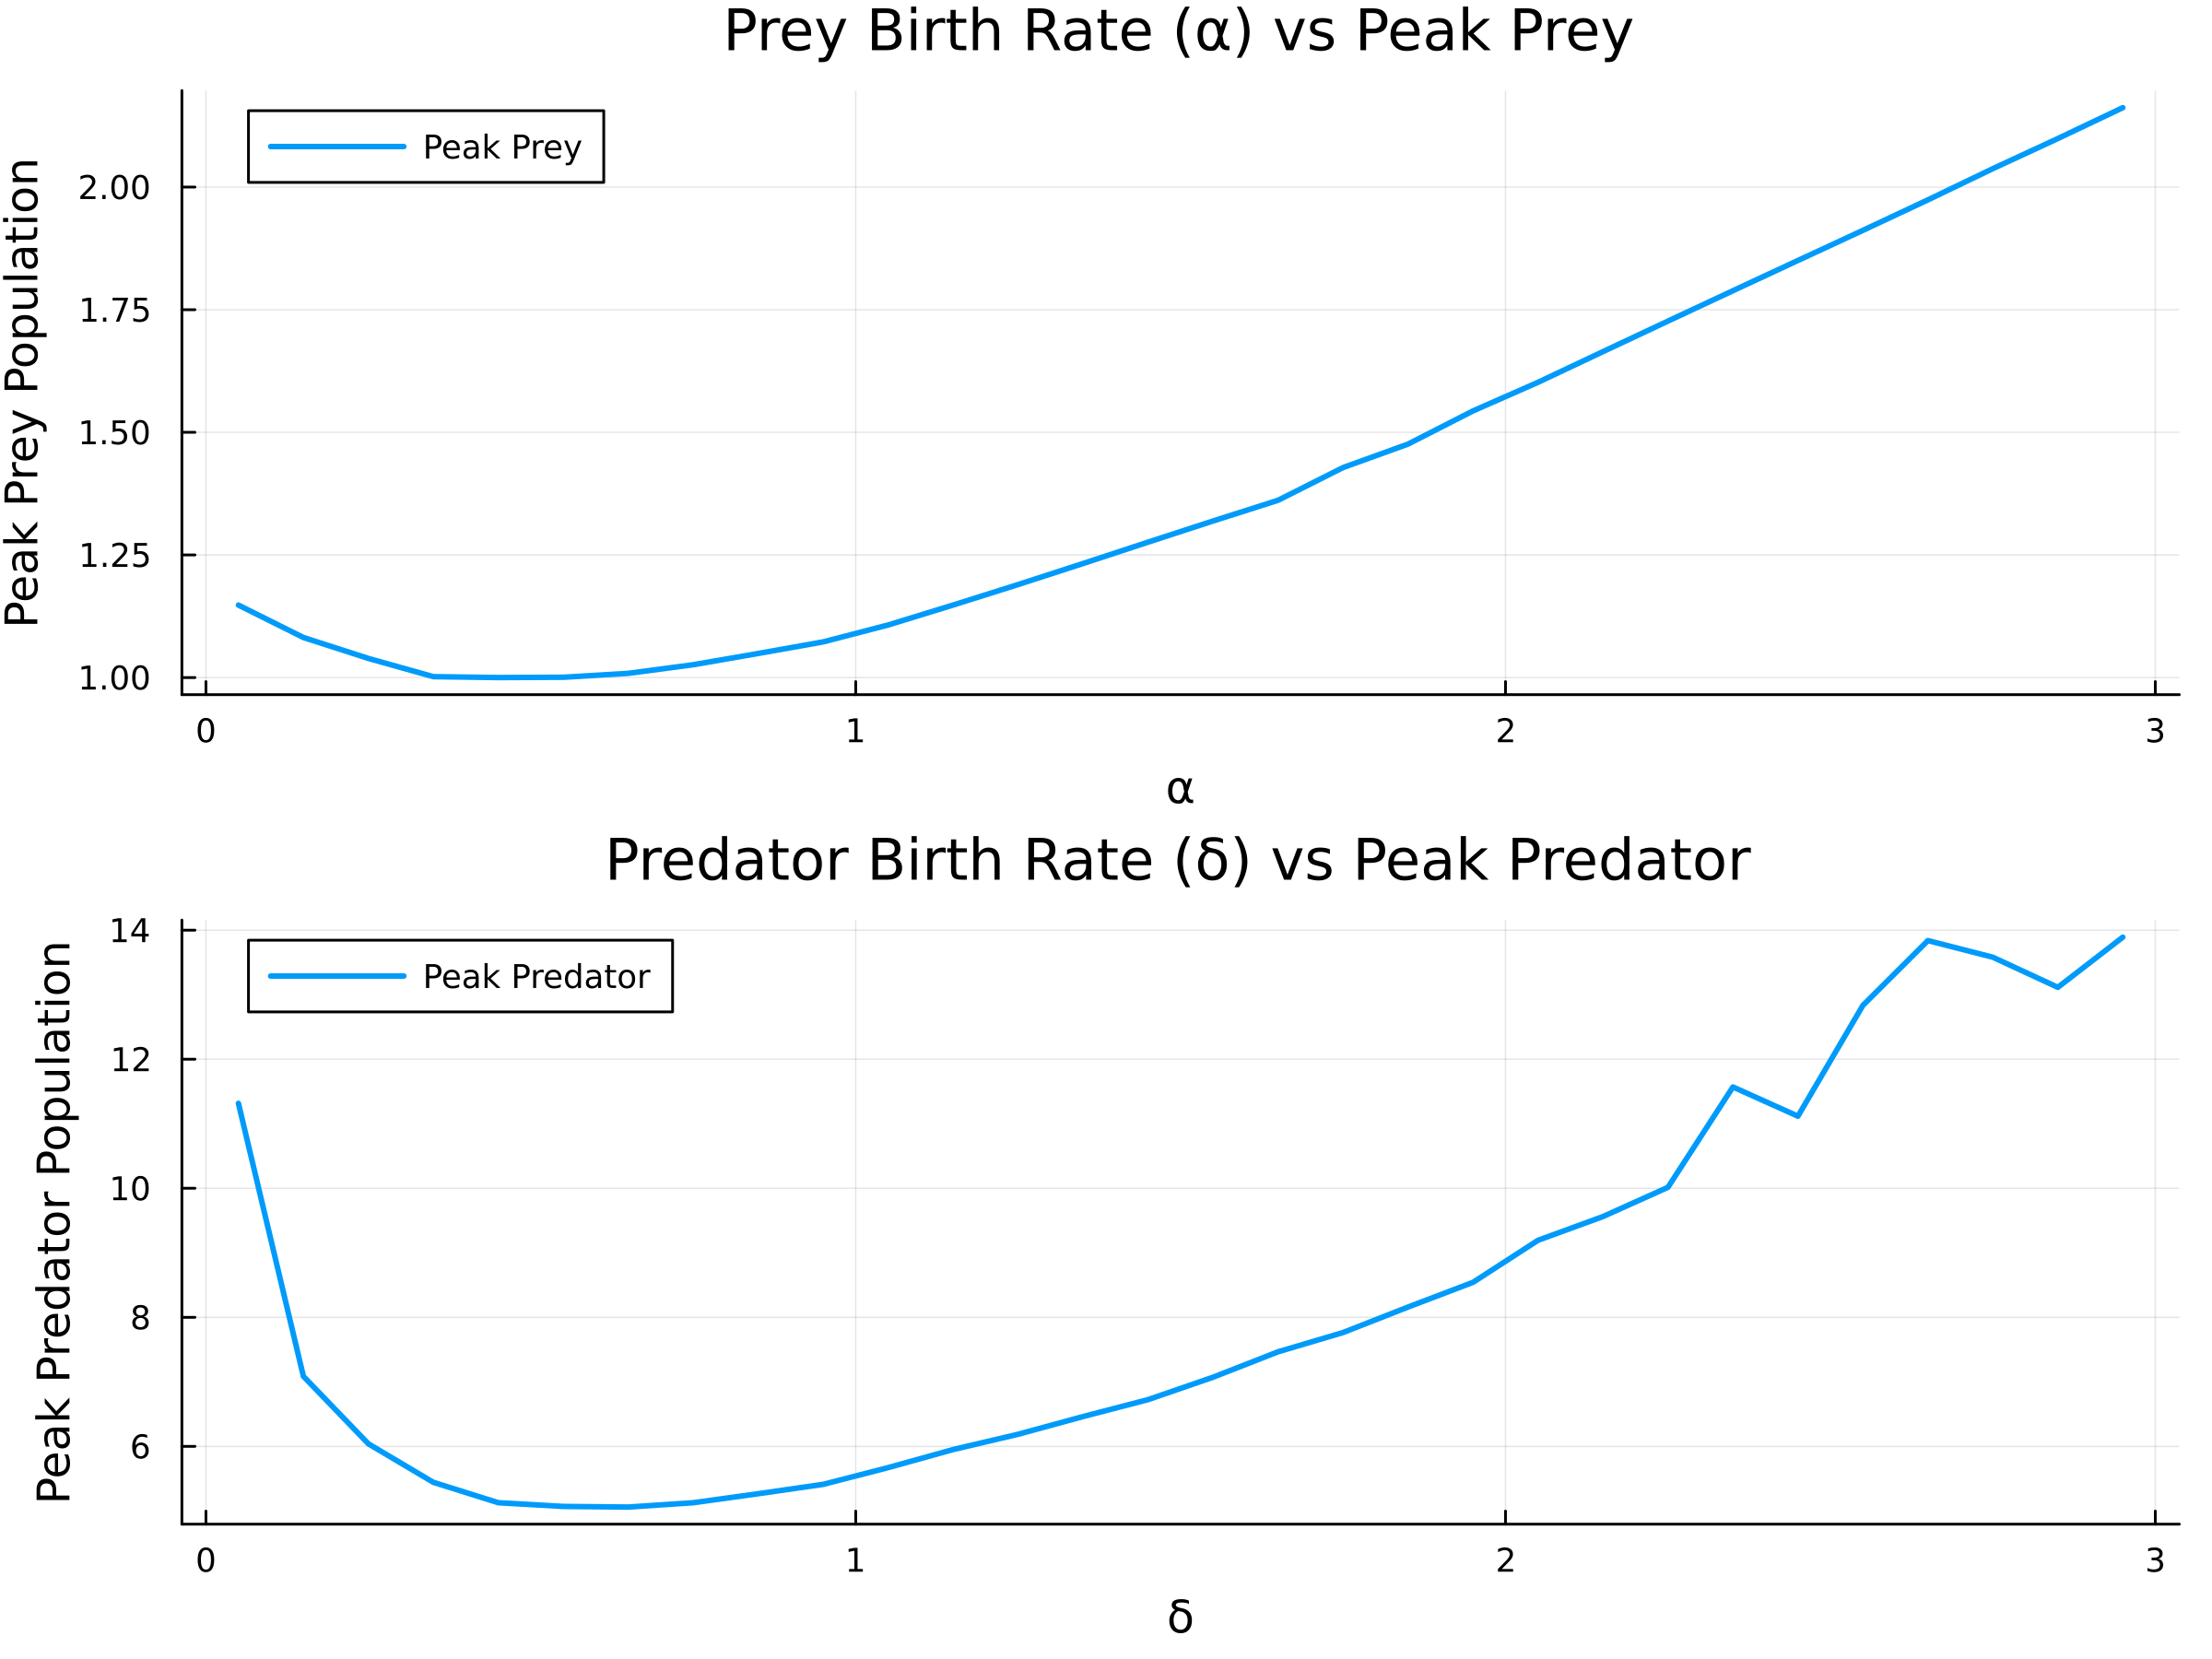 Prey Birth Rate (α) vs Peak Prey
Peak Prey
Peak Prey Population
2.00
1.75
1.50
1.25
1.00
0 1 2 3
α
Predator Birth Rate (δ) vs Peak Predator
Peak Predator
Peak Predator Population
14
12
10
8
6
0 1 2 3
δ